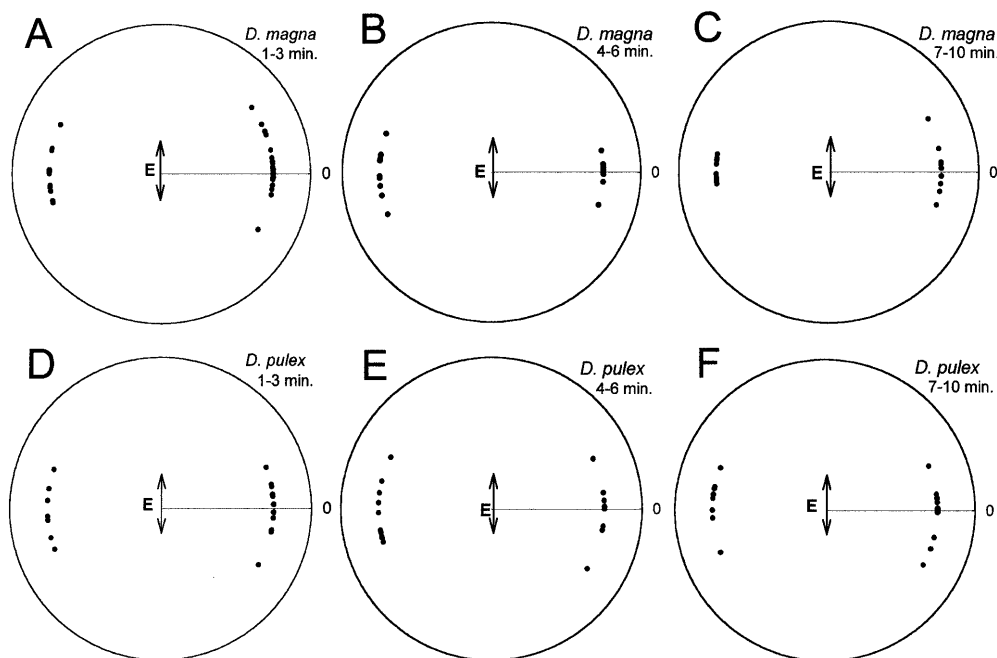 A
D. magna
1-3 min.
E
0
B
D. magna
4-6 min.
E
0
C
D. magna
7-10 min.
E
0
D
D. pulex
1-3 min.
E
0
E
D. pulex
4-6 min.
E
0
F
D. pulex
7-10 min.
E
0